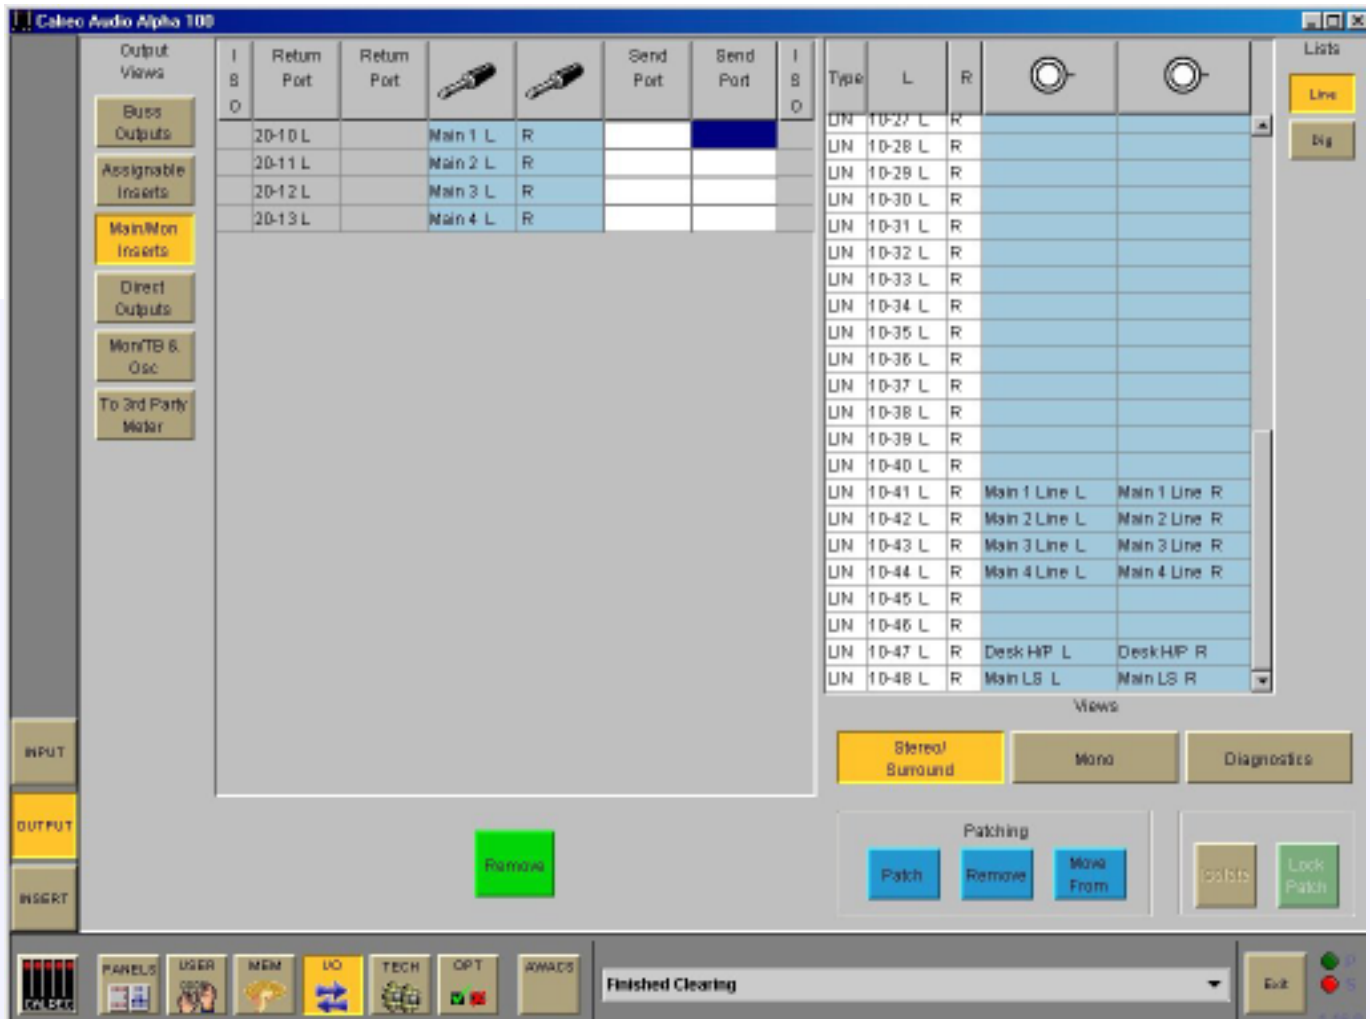 Calrec Audio Alpha 100
Output Views
Buss Outputs
Assignable Inserts
Main/Mon Inserts
Direct Outputs
Mon/TB & Osc
To 3rd Party Meter
INPUT
OUTPUT
INSERT
I S O Return Port Return Port Send Port Send Port I S O
20-10 L Main 1 L R
20-11 L Main 2 L R
20-12 L Main 3 L R
20-13 L Main 4 L R
Remove
Type L R
LIN 10-27 L R
LIN 10-28 L R
LIN 10-29 L R
LIN 10-30 L R
LIN 10-31 L R
LIN 10-32 L R
LIN 10-33 L R
LIN 10-34 L R
LIN 10-35 L R
LIN 10-36 L R
LIN 10-37 L R
LIN 10-38 L R
LIN 10-39 L R
LIN 10-40 L R
LIN 10-41 L R Main 1 Line L Main 1 Line R
LIN 10-42 L R Main 2 Line L Main 2 Line R
LIN 10-43 L R Main 3 Line L Main 3 Line R
LIN 10-44 L R Main 4 Line L Main 4 Line R
LIN 10-45 L R
LIN 10-46 L R
LIN 10-47 L R Desk H/P L Desk H/P R
LIN 10-48 L R Main LS L Main LS R
Lists
Line
Dig
Views
Stereo/ Surround
Mono
Diagnostics
Patching
Patch
Remove
Move From
Isolate
Lock Patch
CALREC
PANELS
USER
MEM
I/O
TECH
OPT
AWACS
Finished Clearing
Exit
P
S